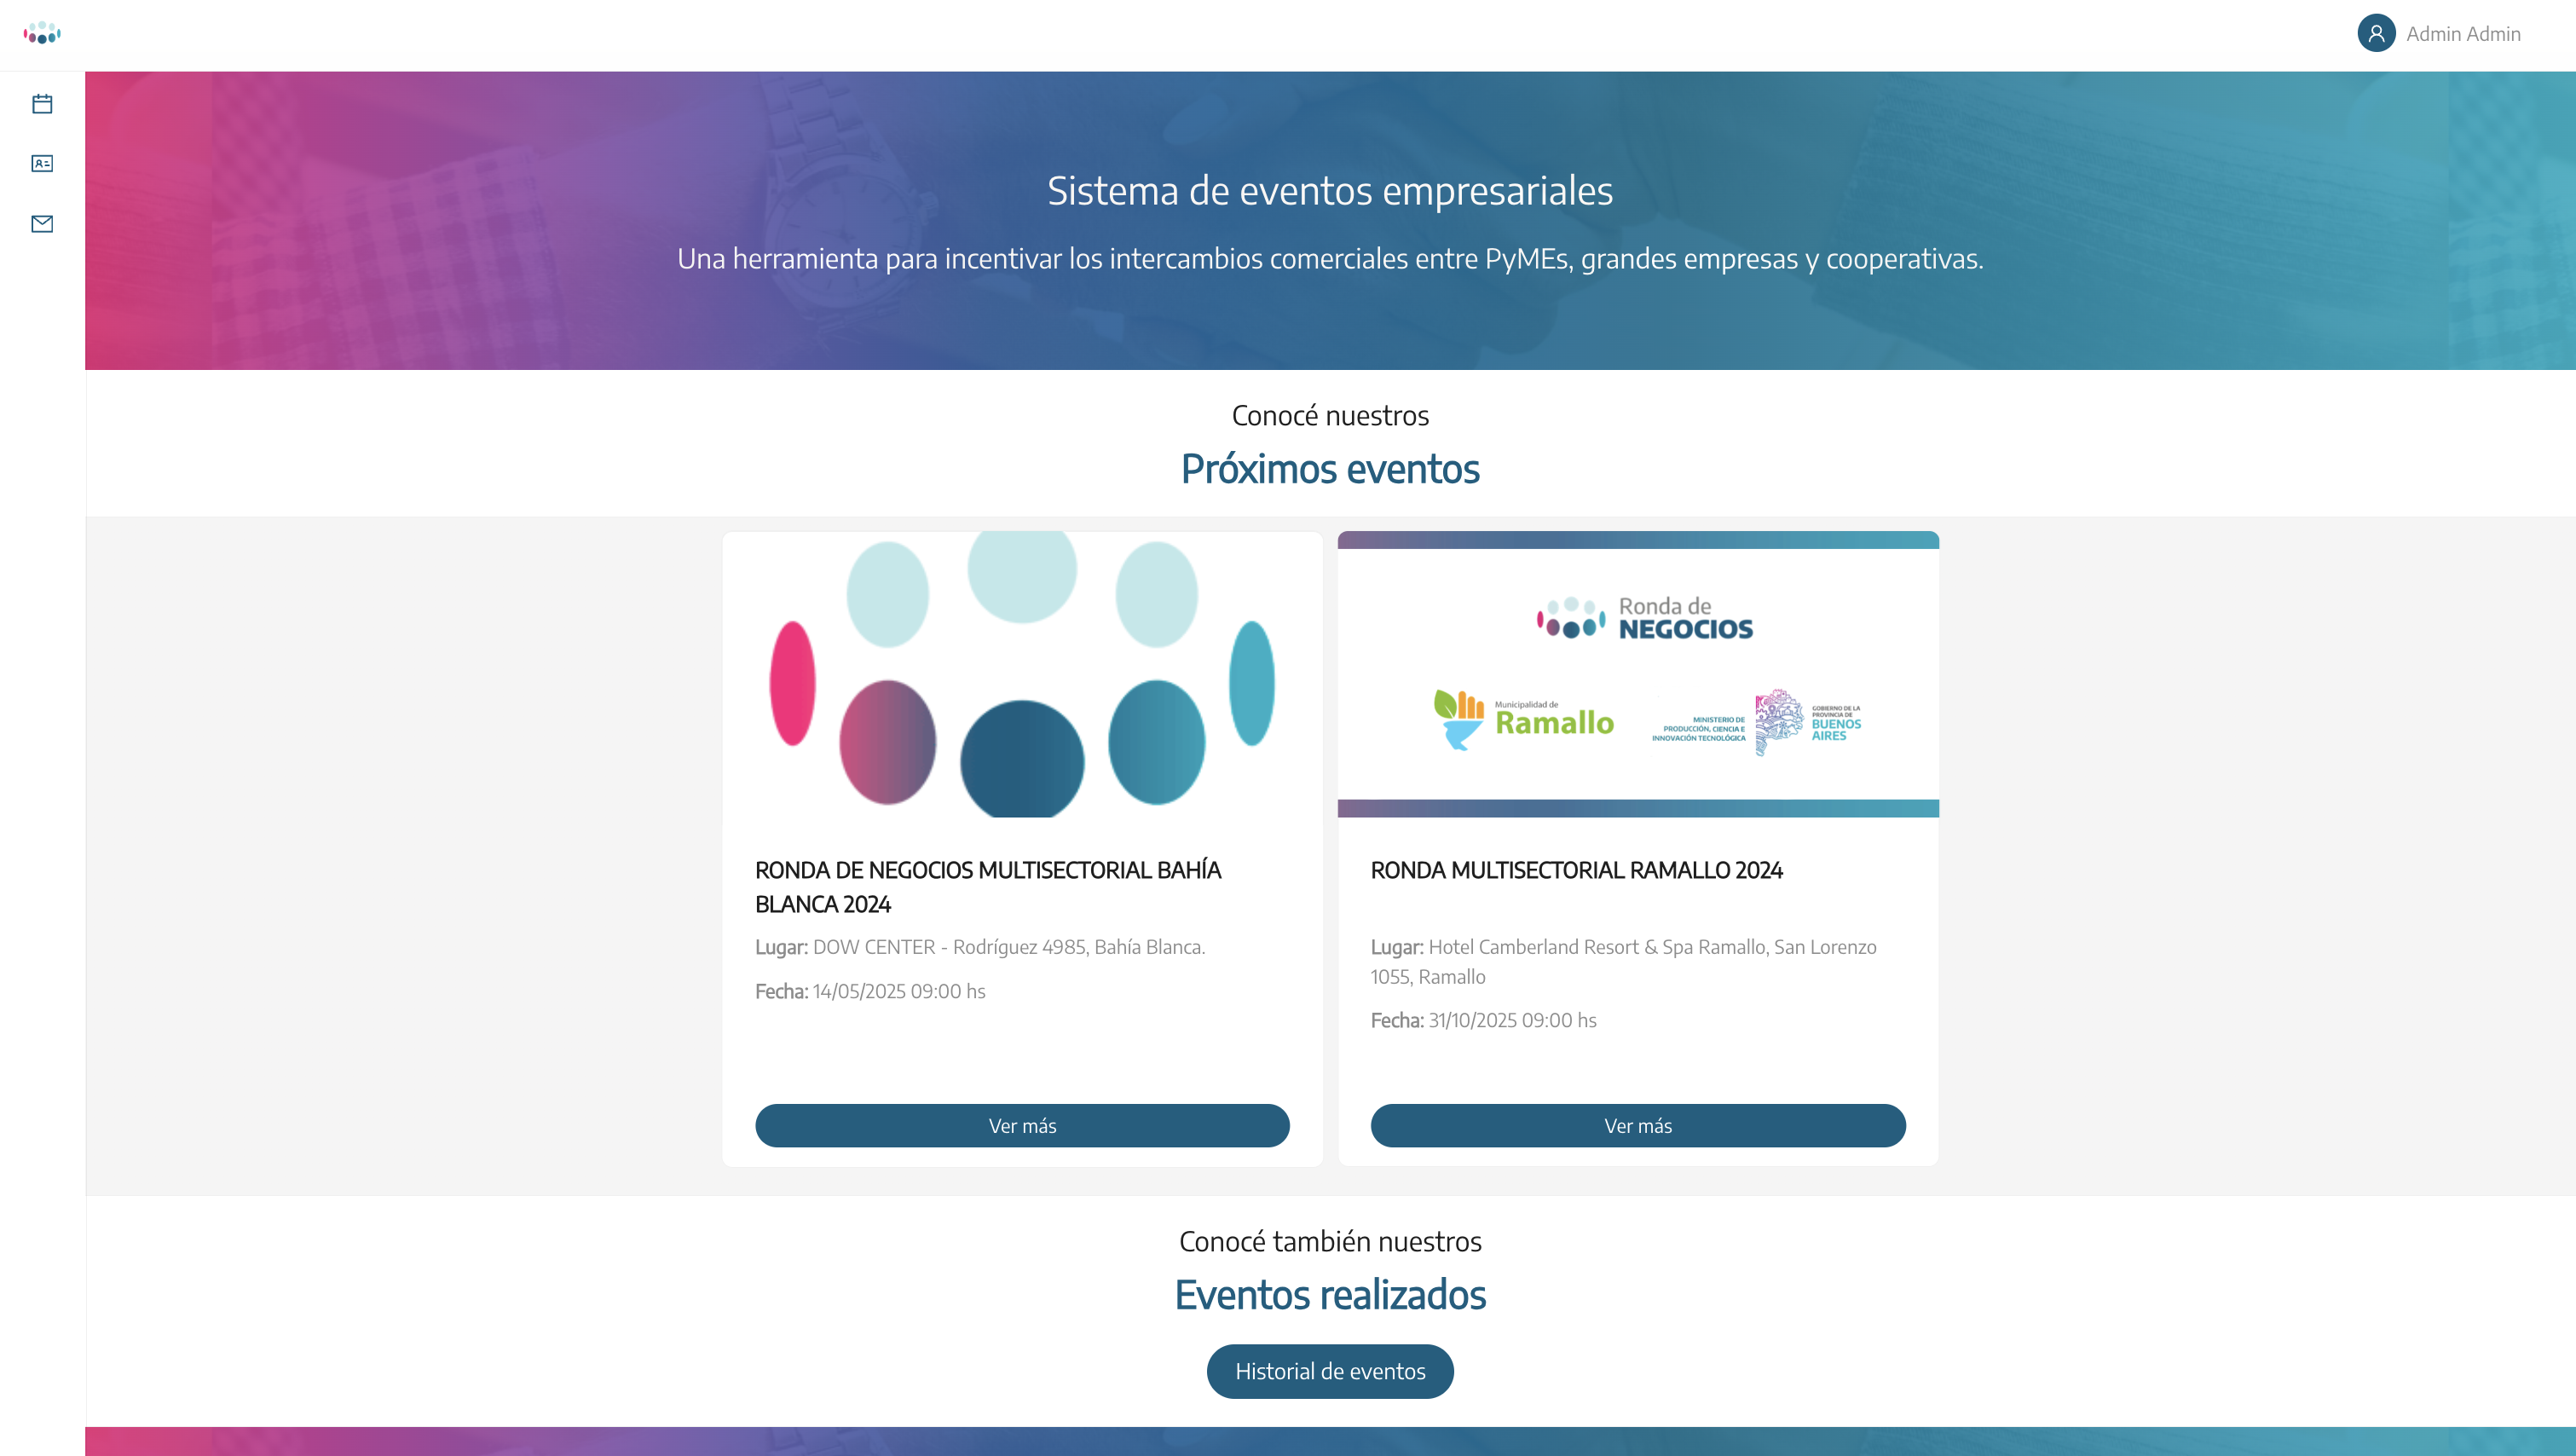 Admin Admin
Sistema de eventos empresariales
Una herramienta para incentivar los intercambios comerciales entre PyMEs, grandes empresas y cooperativas.
Conocé nuestros
Próximos eventos
RONDA DE NEGOCIOS MULTISECTORIAL BAHÍA
BLANCA 2024
Lugar: DOW CENTER - Rodríguez 4985, Bahía Blanca.
Fecha: 14/05/2025 09:00 hs
Ver más
Ronda de
NEGOCIOS
Municipalidad de
Ramallo
MINISTERIO DE
PRODUCCIÓN, CIENCIA E
INNOVACIÓN TECNOLÓGICA
GOBIERNO DE LA
PROVINCIA DE
BUENOS
AIRES
RONDA MULTISECTORIAL RAMALLO 2024
Lugar: Hotel Camberland Resort & Spa Ramallo, San Lorenzo
1055, Ramallo
Fecha: 31/10/2025 09:00 hs
Ver más
Conocé también nuestros
Eventos realizados
Historial de eventos